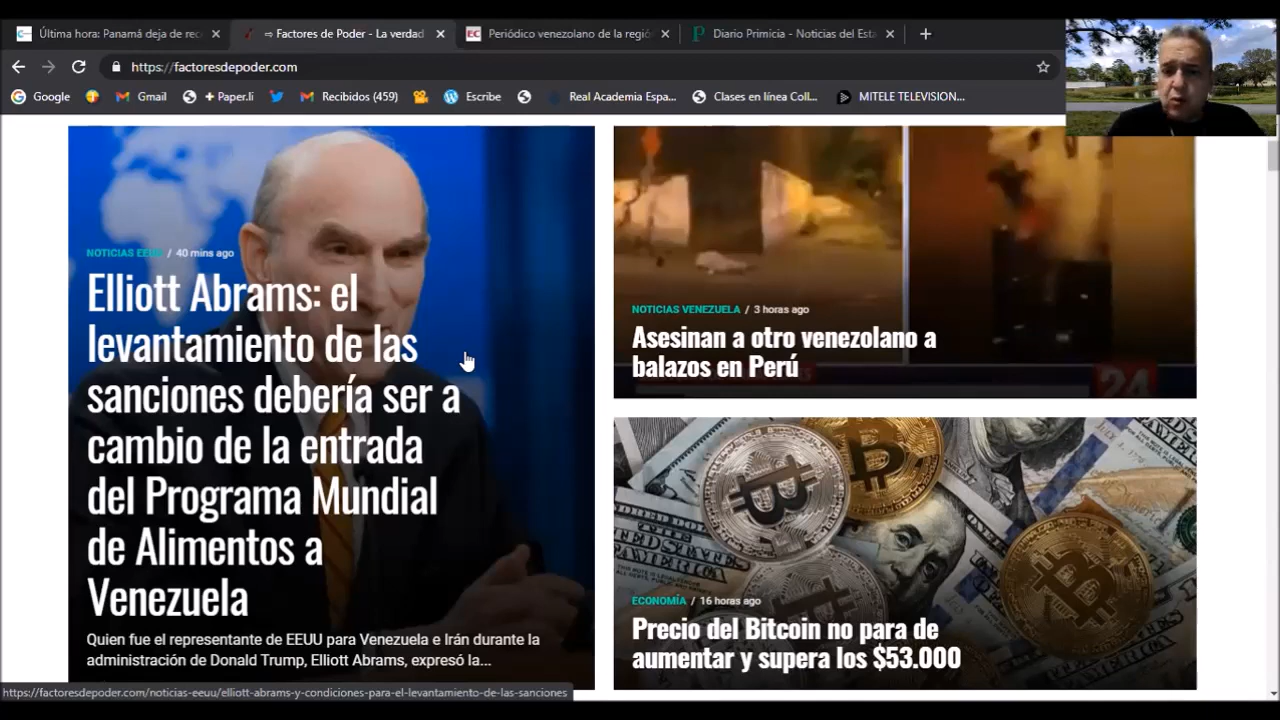 Última hora: Panamá deja de rec
⇨ Factores de Poder - La verdad
EC Periódico venezolano de la regió
P Diario Primicia - Noticias del Est
https://factoresdepoder.com
Google
Gmail
+ Paper.li
Recibidos (459)
Escribe
Real Academia Espa...
Clases en línea Coll...
MITELE TELEVISION...
NOTICIAS EEUU / 40 mins ago
Elliott Abrams: el
levantamiento de las
sanciones debería ser a
cambio de la entrada
del Programa Mundial
de Alimentos a
Venezuela
Quien fue el representante de EEUU para Venezuela e Irán durante la
administración de Donald Trump, Elliott Abrams, expresó la...
24
NOTICIAS VENEZUELA / 3 horas ago
Asesinan a otro venezolano a
balazos en Perú
ECONOMÍA / 16 horas ago
Precio del Bitcoin no para de
aumentar y supera los $53.000
https://factoresdepoder.com/noticias-eeuu/elliott-abrams-y-condiciones-para-el-levantamiento-de-las-sanciones